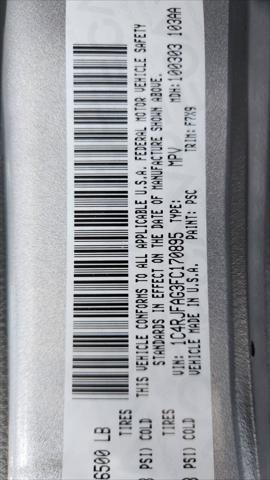 6500 LB
TIRES
THIS VEHICLE CONFORMS TO ALL APPLICABLE U.S.A. FEDERAL MOTOR VEHICLE SAFETY
STANDARDS IN EFFECT ON THE DATE OF MANUFACTURE SHOWN ABOVE.
PSI) COLD
TIRES
VIN: 1C4RJFAG3FC170895 TYPE: MPV MDH:100303 103AA
VEHICLE MADE IN U.S.A. PAINT: PSC TRIM: F7X9
PSI) COLD